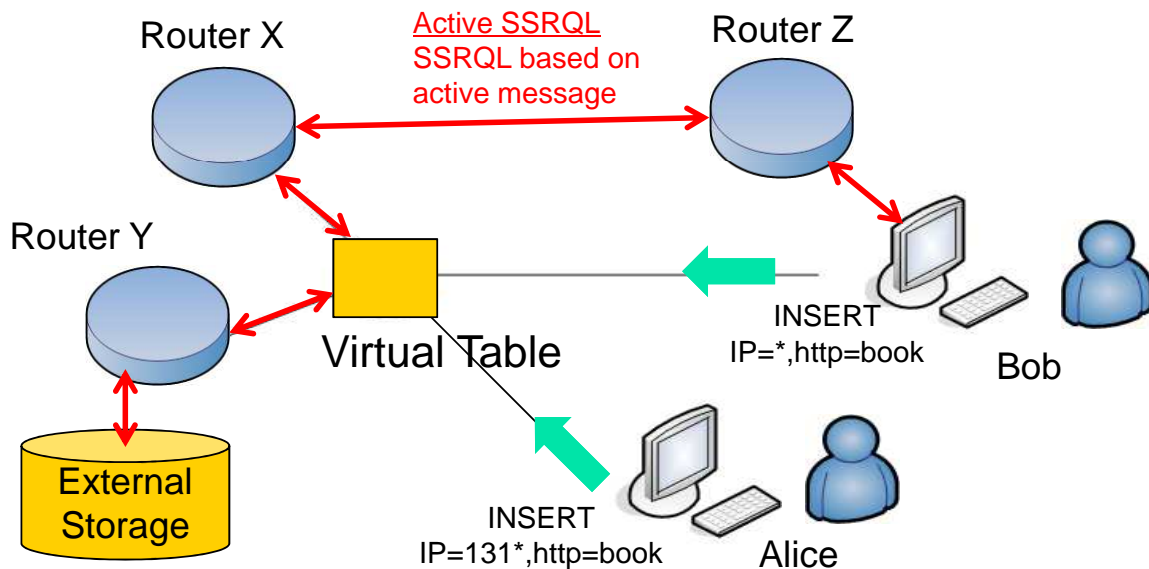 Router X
Active SSRQL
SSRQL based on
active message
Router Z
Router Y
Virtual Table
INSERT
IP=*,http=book
Bob
External
Storage
INSERT
IP=131*,http=book
Alice